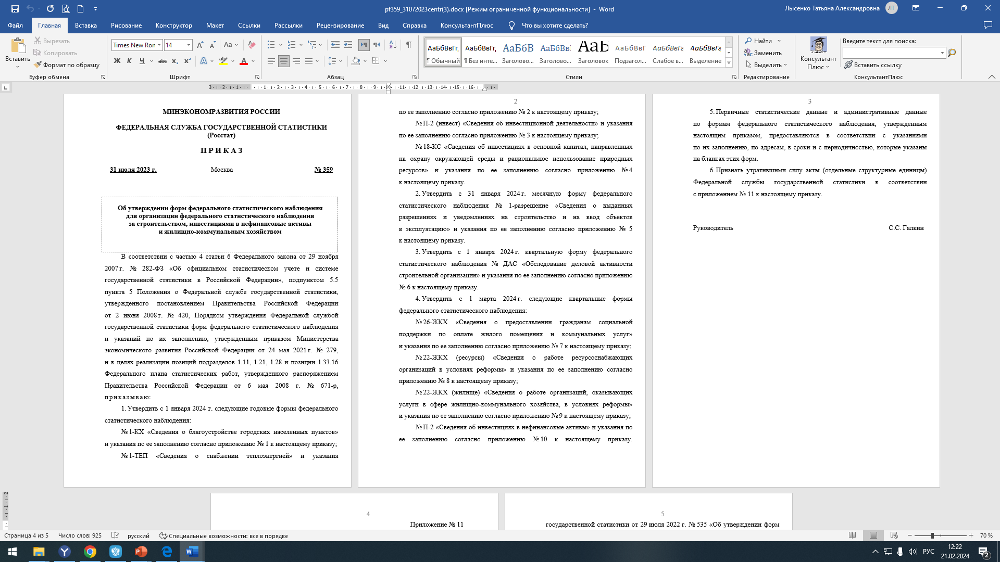 pf359_31072023centr(3).docx [Режим ограниченной функциональности] - Word
Лысенко Татьяна Александровна ЛТ
Файл Главная Вставка Рисование Конструктор Макет Ссылки Рассылки Рецензирование Вид Справка КонсультантПлюс Что вы хотите сделать?
Вставить
Вырезать
Копировать
Формат по образцу
Буфер обмена
Times New Ron 14
Ж К Ч abc x₂ x²
Шрифт
Абзац
АаБбВвГг, АаБбВвГг, АаБбВ АаБбВв АаБ АаБбВвГ АаБбВвГг АаБбВвГг
¶ Обычный ¶ Без инте... Заголово... Заголово... Заголовок Подзагол... Слабое в... Выделение
Стили
Найти
Заменить
Выделить
Редактирование
Консультант Плюс
Введите текст для поиска:
Вставить ссылку
КонсультантПлюс
3 2 1 1 2 3 4 5 6 7 8 9 11 12 13 14 15 16
МИНЭКОНОМРАЗВИТИЯ РОССИИ
ФЕДЕРАЛЬНАЯ СЛУЖБА ГОСУДАРСТВЕННОЙ СТАТИСТИКИ
(Росстат)
П Р И К А З
31 июля 2023 г. Москва № 359
Об утверждении форм федерального статистического наблюдения
для организации федерального статистического наблюдения
за строительством, инвестициями в нефинансовые активы
и жилищно-коммунальным хозяйством
В соответствии с частью 4 статьи 6 Федерального закона от 29 ноября
2007 г. № 282-ФЗ «Об официальном статистическом учете и системе
государственной статистики в Российской Федерации», подпунктом 5.5
пункта 5 Положения о Федеральной службе государственной статистики,
утвержденного постановлением Правительства Российской Федерации
от 2 июня 2008 г. № 420, Порядком утверждения Федеральной службой
государственной статистики форм федерального статистического наблюдения
и указаний по их заполнению, утвержденным приказом Министерства
экономического развития Российской Федерации от 24 мая 2021 г. № 279,
и в целях реализации позиций подразделов 1.11, 1.21, 1.28 и позиции 1.33.16
Федерального плана статистических работ, утвержденного распоряжением
Правительства Российской Федерации от 6 мая 2008 г. № 671-р,
п р и к а з ы в а ю:
1. Утвердить с 1 января 2024 г. следующие годовые формы федерального
статистического наблюдения:
№ 1-КХ «Сведения о благоустройстве городских населенных пунктов»
и указания по ее заполнению согласно приложению № 1 к настоящему приказу;
№ 1-ТЕП «Сведения о снабжении теплоэнергией» и указания
2
по ее заполнению согласно приложению № 2 к настоящему приказу;
№ П-2 (инвест) «Сведения об инвестиционной деятельности» и указания
по ее заполнению согласно приложению № 3 к настоящему приказу;
№ 18-КС «Сведения об инвестициях в основной капитал, направленных
на охрану окружающей среды и рациональное использование природных
ресурсов» и указания по ее заполнению согласно приложению № 4
к настоящему приказу.
2. Утвердить с 31 января 2024 г. месячную форму федерального
статистического наблюдения № 1-разрешение «Сведения о выданных
разрешениях и уведомлениях на строительство и на ввод объектов
в эксплуатацию» и указания по ее заполнению согласно приложению № 5
к настоящему приказу.
3. Утвердить с 1 января 2024 г. квартальную форму федерального
статистического наблюдения № ДАС «Обследование деловой активности
строительной организации» и указания по ее заполнению согласно приложению
№ 6 к настоящему приказу.
4. Утвердить с 1 марта 2024 г. следующие квартальные формы
федерального статистического наблюдения:
№ 26-ЖКХ «Сведения о предоставлении гражданам социальной
поддержки по оплате жилого помещения и коммунальных услуг»
и указания по ее заполнению согласно приложению № 7 к настоящему приказу;
№ 22-ЖКХ (ресурсы) «Сведения о работе ресурсоснабжающих
организаций в условиях реформы» и указания по ее заполнению согласно
приложению № 8 к настоящему приказу;
№ 22-ЖКХ (жилище) «Сведения о работе организаций, оказывающих
услуги в сфере жилищно-коммунального хозяйства, в условиях реформы»
и указания по ее заполнению согласно приложению № 9 к настоящему приказу;
№ П-2 «Сведения об инвестициях в нефинансовые активы» и указания по
ее заполнению согласно приложению № 10 к настоящему приказу.
3
5. Первичные статистические данные и административные данные
по формам федерального статистического наблюдения, утвержденным
настоящим приказом, предоставляются в соответствии с указаниями
по их заполнению, по адресам, в сроки и с периодичностью, которые указаны
на бланках этих форм.
6. Признать утратившими силу акты (отдельные структурные единицы)
Федеральной службы государственной статистики в соответствии
с приложением № 11 к настоящему приказу.
Руководитель С.С. Галкин
4
Приложение № 11
5
государственной статистики от 29 июля 2022 г. № 535 «Об утверждении форм
Страница 4 из 5 Число слов: 925 русский Специальные возможности: все в порядке 70 %
РУС 12:22
21.02.2024
2